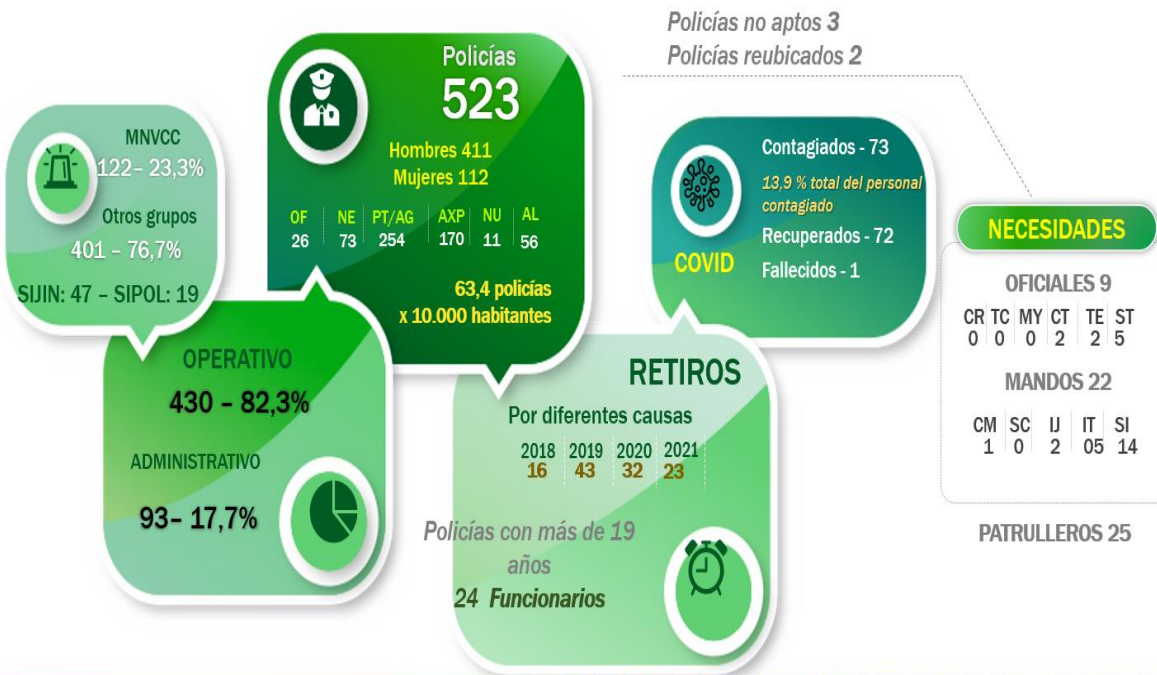 Policías no aptos 3
Policías reubicados 2
Policías
523
Hombres 411
Mujeres 112
OF NE PT/AG AXP NU AL
26 73 254 170 11 56
63,4 policías
x 10.000 habitantes
MNVCC
122– 23,3%
Otros grupos
401 – 76,7%
SIJIN: 47 – SIPOL: 19
OPERATIVO
430 – 82,3%
ADMINISTRATIVO
93– 17,7%
COVID
Contagiados - 73
13,9 % total del personal
contagiado
Recuperados - 72
Fallecidos - 1
RETIROS
Por diferentes causas
2018 2019 2020 2021
16 43 32 23
Policías con más de 19
años
24 Funcionarios
NECESIDADES
OFICIALES 9
CR TC MY CT TE ST
0 0 0 2 2 5
MANDOS 22
CM SC IJ IT SI
1 0 2 05 14
PATRULLEROS 25